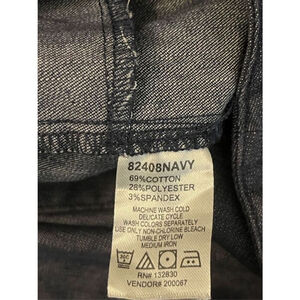 82408NAVY
69%COTTON
28%POLYESTER
3%SPANDEX
MACHINE WASH COLD
DELICATE CYCLE
WASH COLORS SEPARATELY
USE ONLY NON-CHLORINE BLEACH
TUMBLE DRY LOW
MEDIUM IRON
RN# 132830
VENDOR# 200087